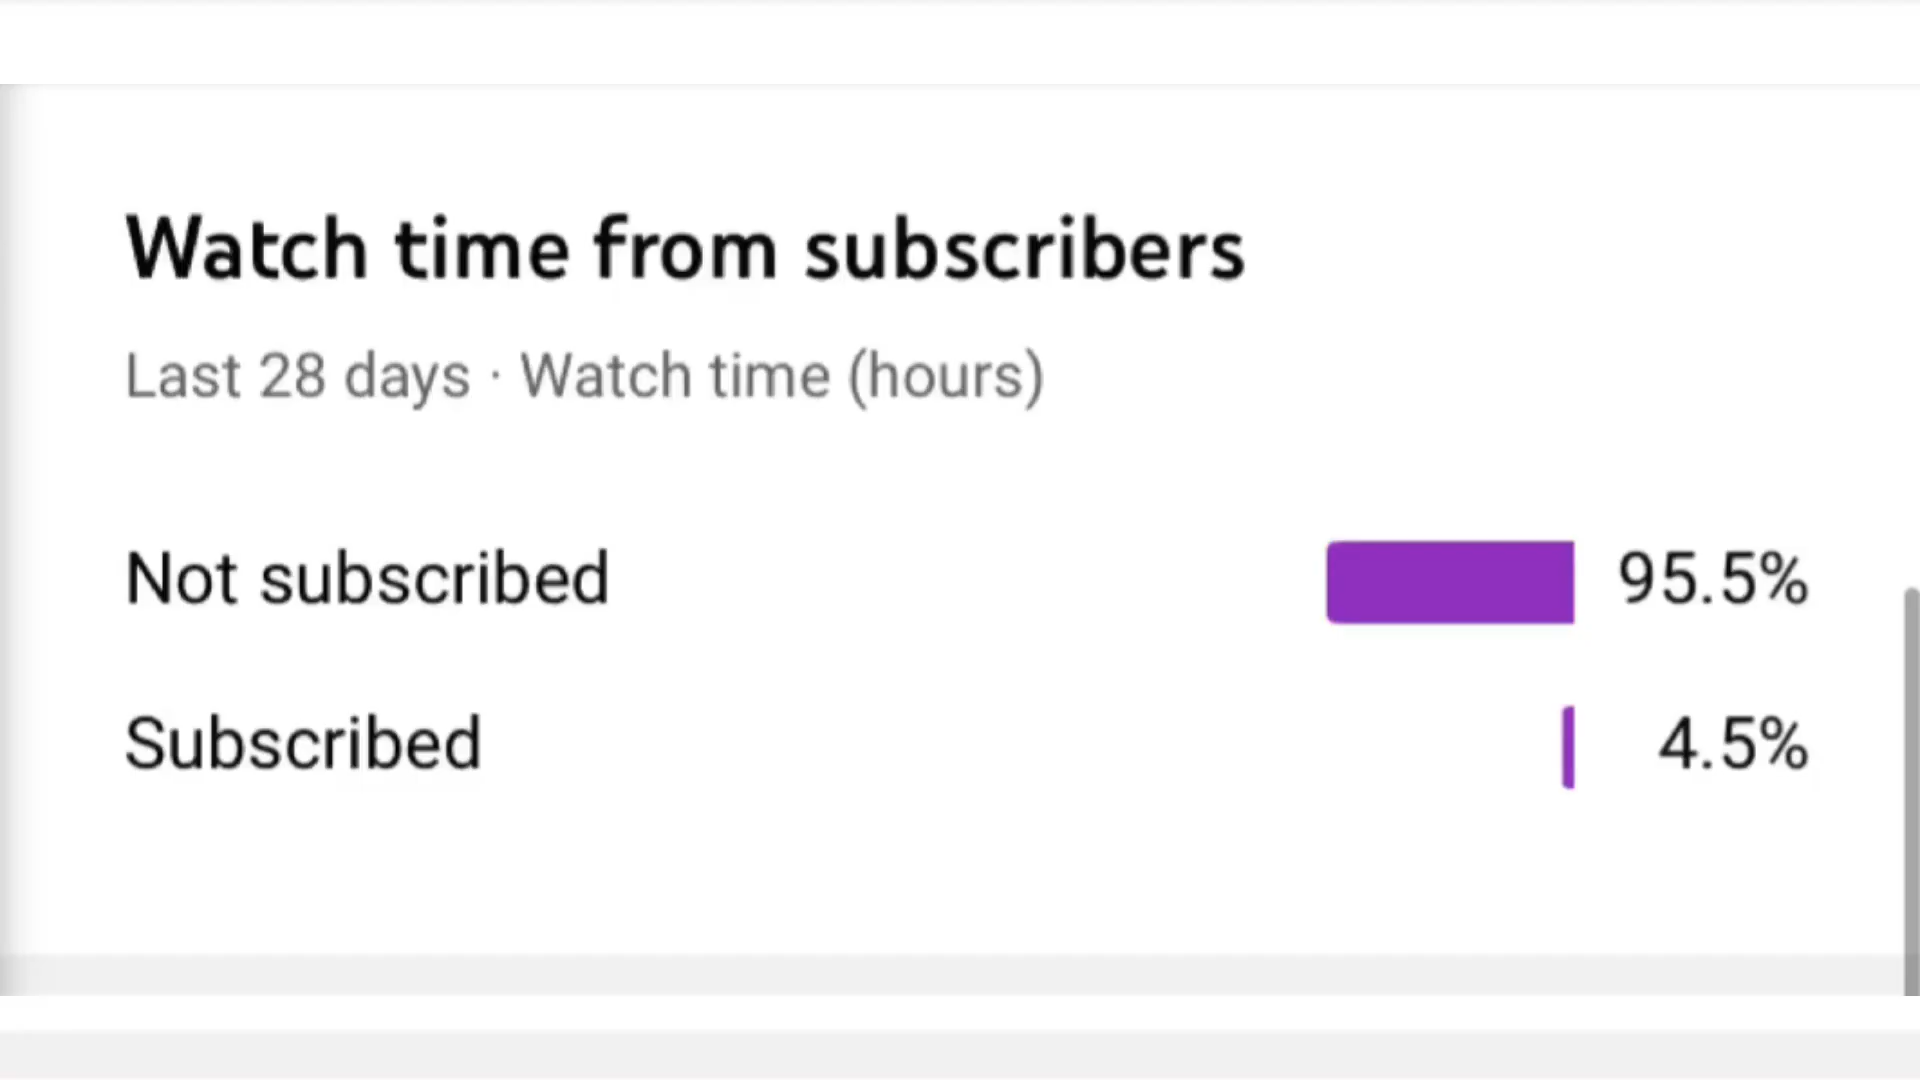 Watch time from subscribers
Last 28 days · Watch time (hours)
Not subscribed 95.5%
Subscribed 4.5%